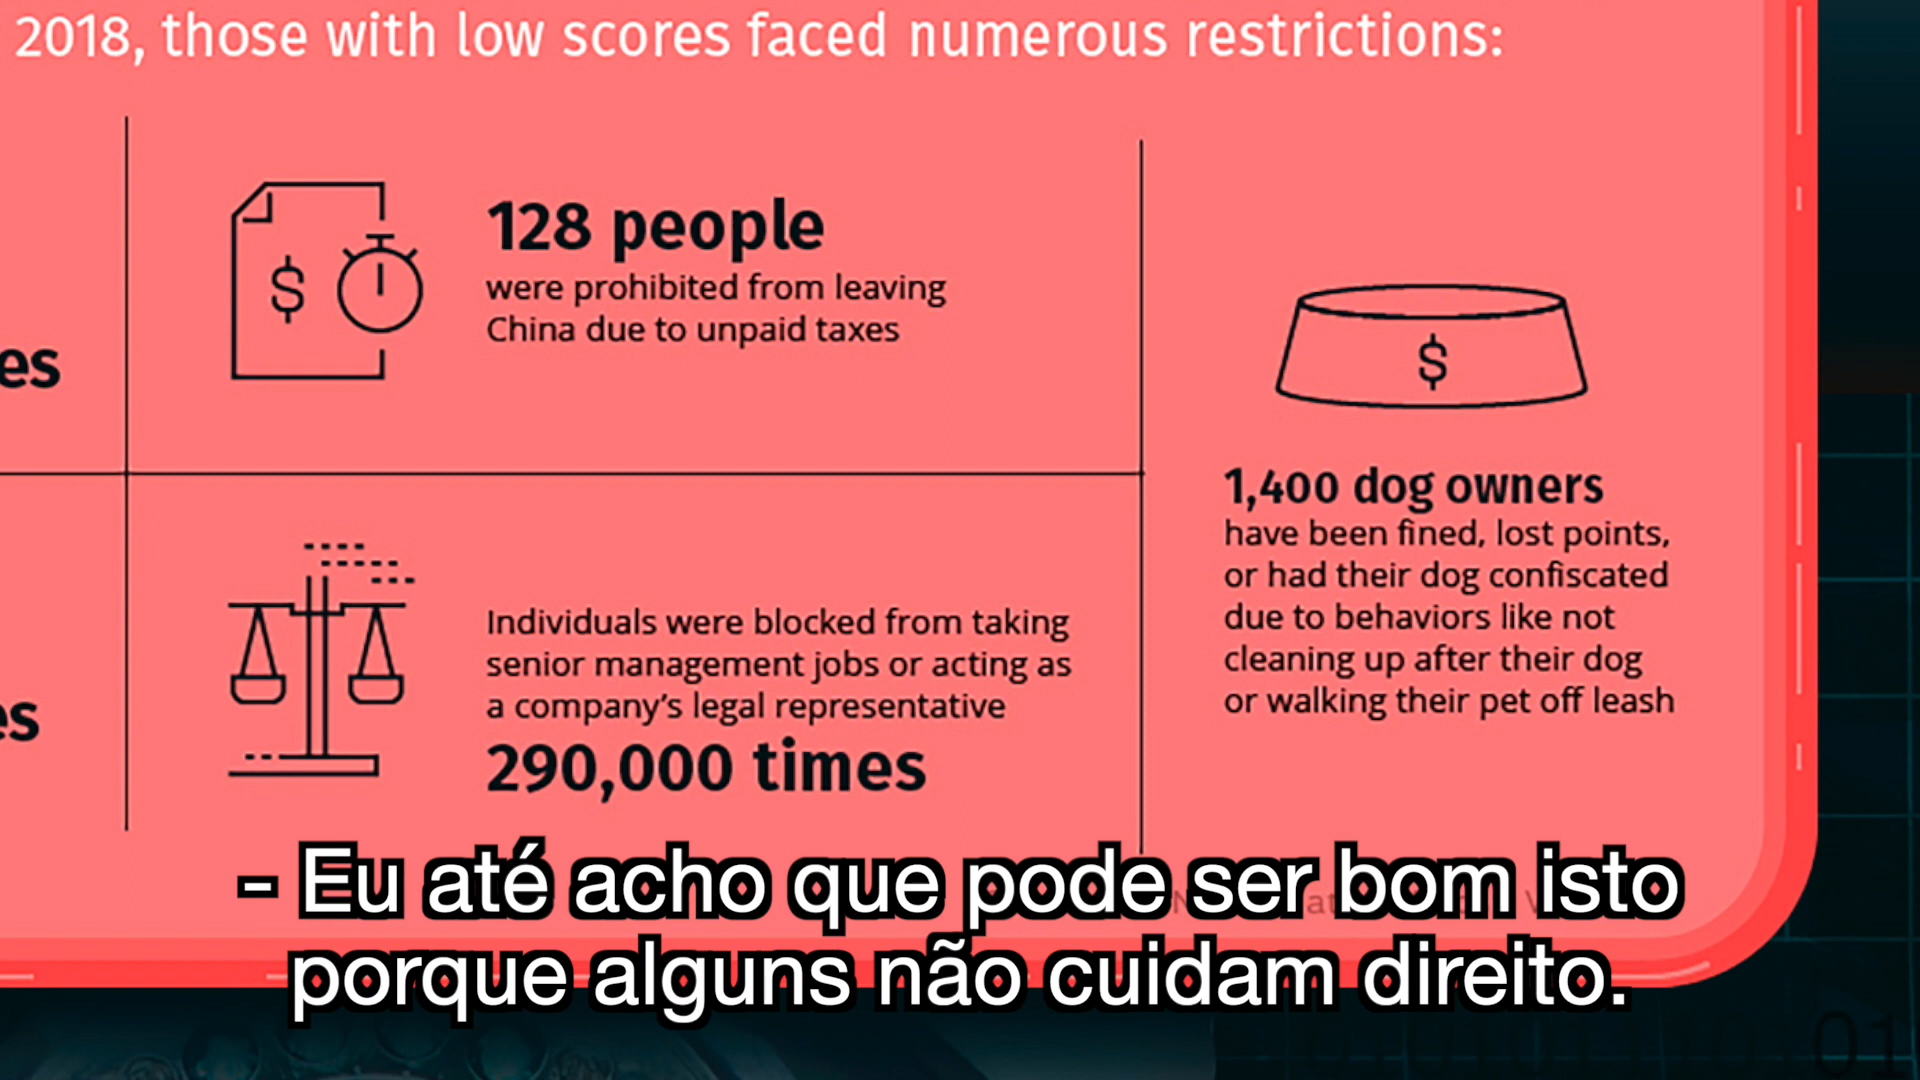 2018, those with low scores faced numerous restrictions:
es
$
128 people
were prohibited from leaving
China due to unpaid taxes
$
1,400 dog owners
have been fined, lost points,
or had their dog confiscated
due to behaviors like not
cleaning up after their dog
or walking their pet off leash
es
Individuals were blocked from taking
senior management jobs or acting as
a company's legal representative
290,000 times
- Eu até acho que pode ser bom isto
porque alguns não cuidam direito.